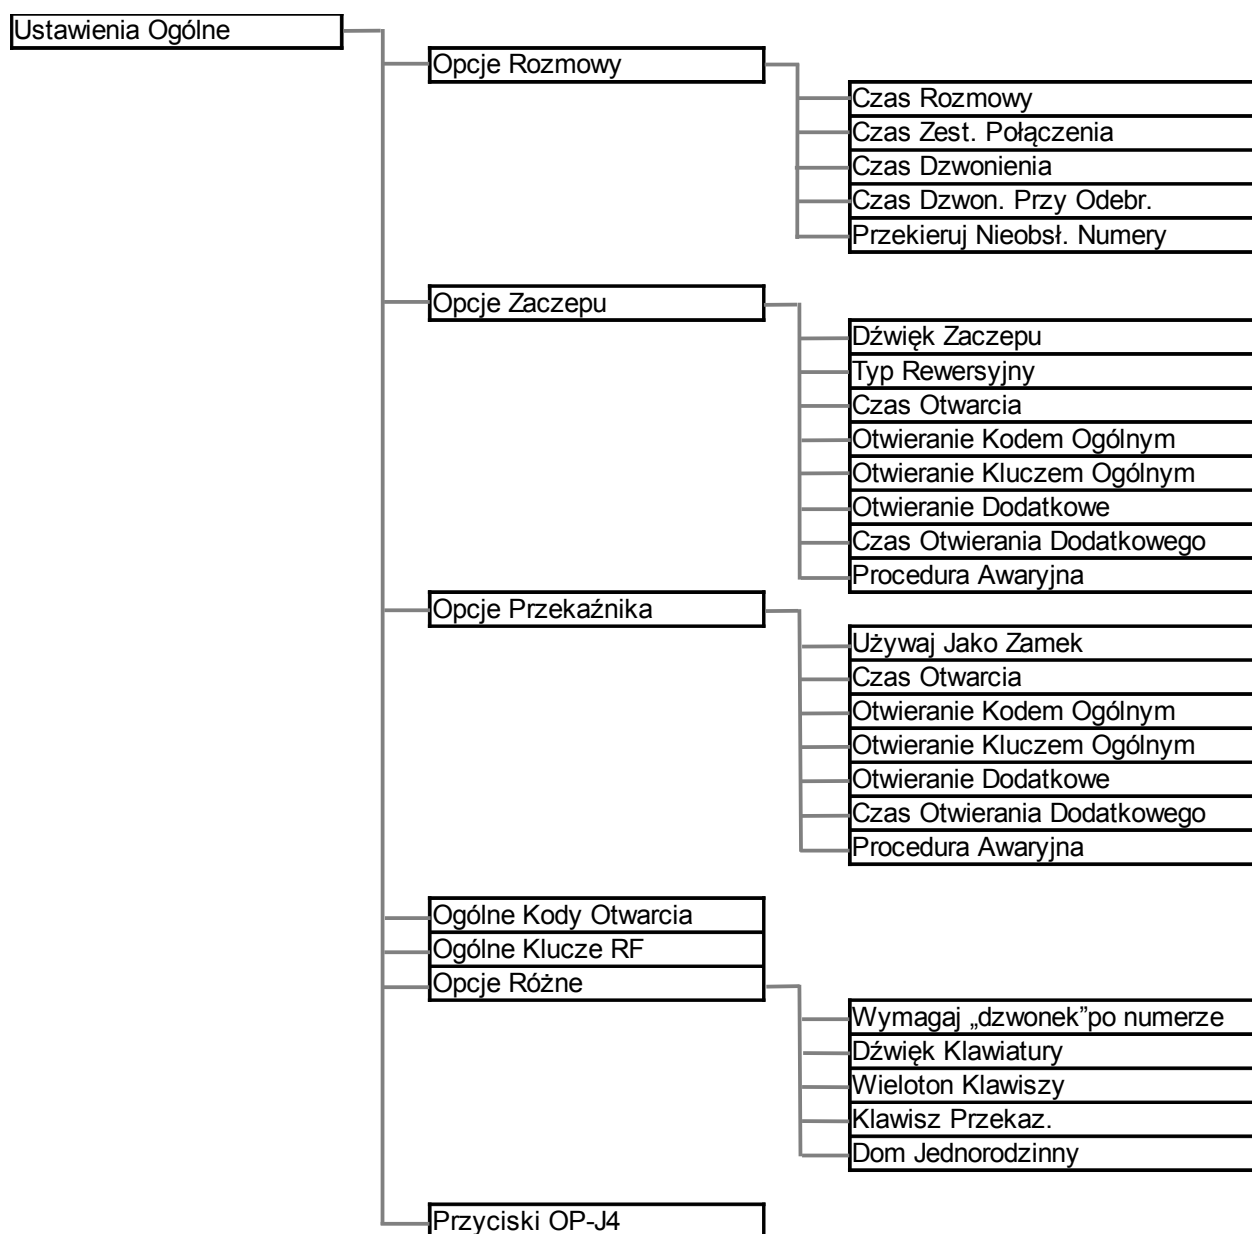 Ustawienia Ogólne
Opcje Rozmowy
Czas Rozmowy
Czas Zest. Połączenia
Czas Dzwonienia
Czas Dzwon. Przy Odebr.
Przekieruj Nieobsł. Numery
Opcje Zaczepu
Dźwięk Zaczepu
Typ Rewersyjny
Czas Otwarcia
Otwieranie Kodem Ogólnym
Otwieranie Kluczem Ogólnym
Otwieranie Dodatkowe
Czas Otwierania Dodatkowego
Procedura Awaryjna
Opcje Przekaźnika
Używaj Jako Zamek
Czas Otwarcia
Otwieranie Kodem Ogólnym
Otwieranie Kluczem Ogólnym
Otwieranie Dodatkowe
Czas Otwierania Dodatkowego
Procedura Awaryjna
Ogólne Kody Otwarcia
Ogólne Klucze RF
Opcje Różne
Wymagaj „dzwonek”po numerze
Dźwięk Klawiatury
Wieloton Klawiszy
Klawisz Przekaz.
Dom Jednorodzinny
Przyciski OP-J4